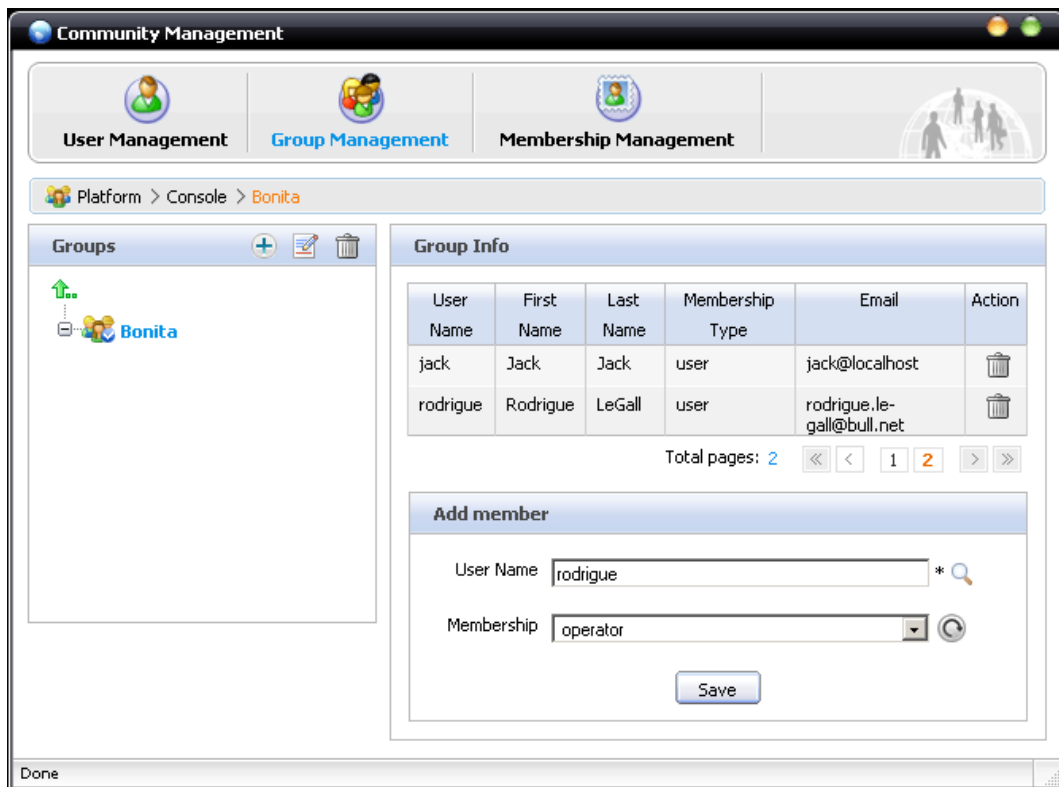 Community Management
User Management
Group Management
Membership Management
Platform > Console > Bonita
Groups
Bonita
Group Info
User Name
First Name
Last Name
Membership Type
Email
Action
jack Jack Jack user jack@localhost
rodrigue Rodrigue LeGall user rodrigue.le-
gall@bull.net
Total pages: 2 « < 1 2 > »
Add member
User Name rodrigue *
Membership operator
Save
Done